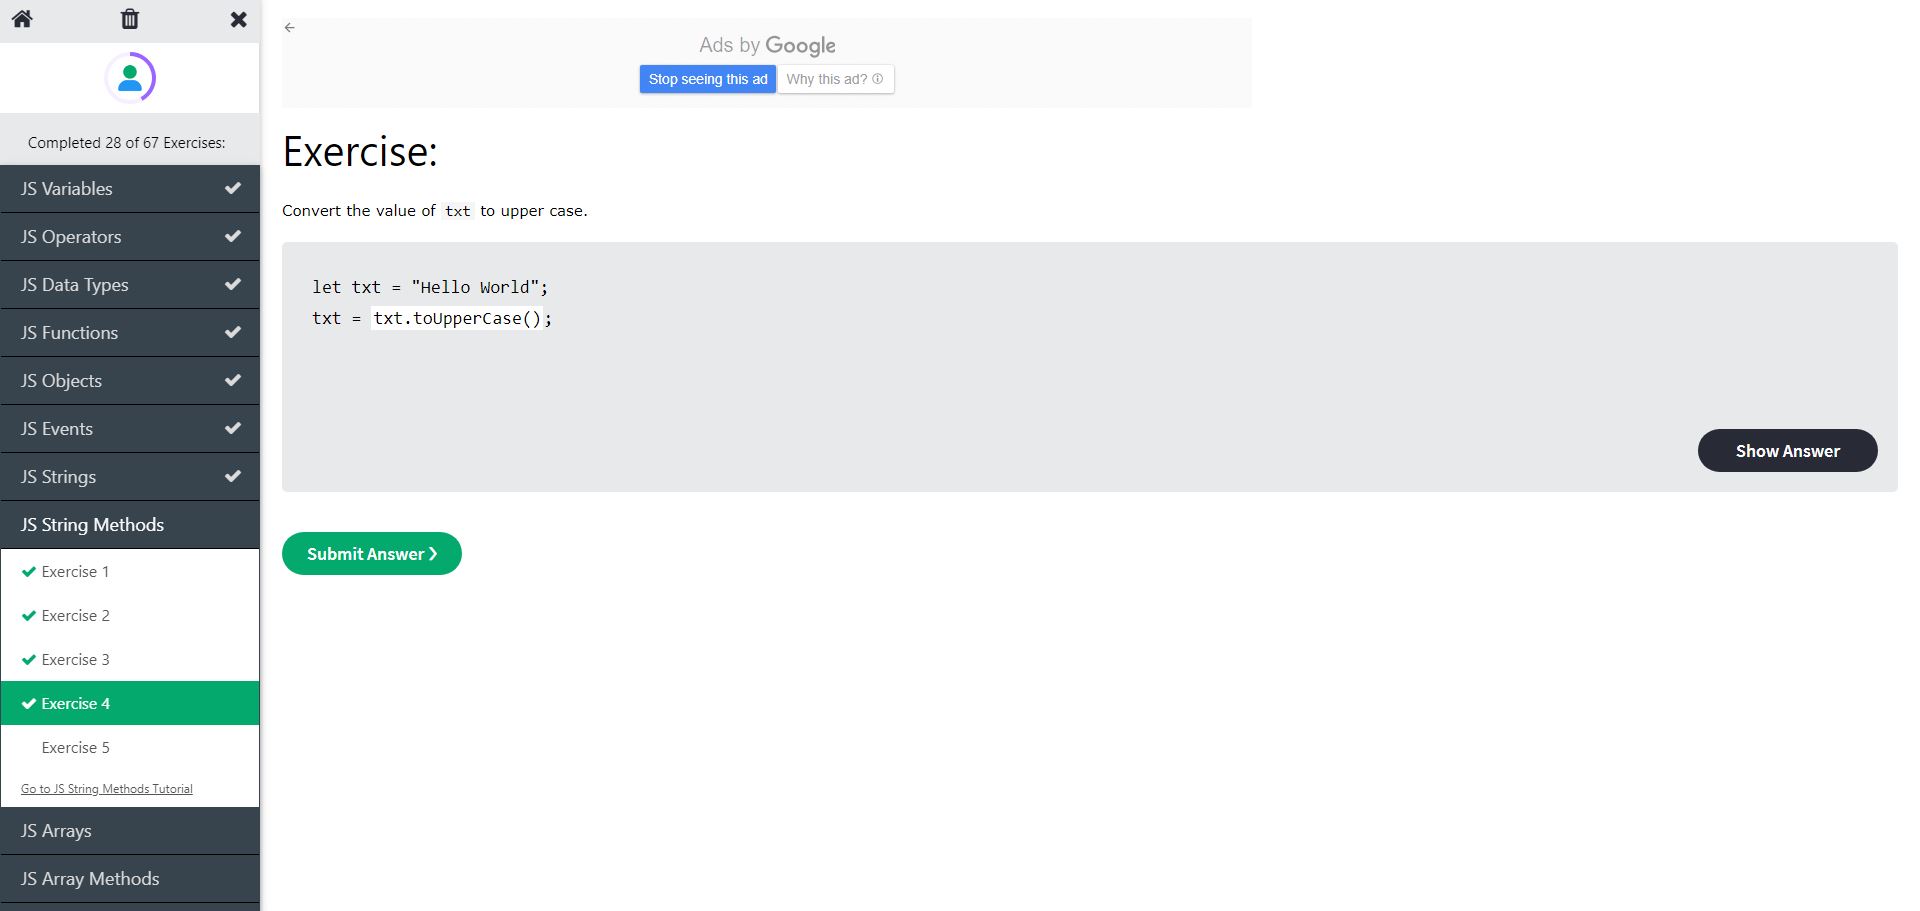 Completed 28 of 67 Exercises:
JS Variables
JS Operators
JS Data Types
JS Functions
JS Objects
JS Events
JS Strings
JS String Methods
Exercise 1
Exercise 2
Exercise 3
Exercise 4
Exercise 5
Go to JS String Methods Tutorial
JS Arrays
JS Array Methods
Ads by Google
Stop seeing this ad
Why this ad?
Exercise:
Convert the value of txt to upper case.
let txt = "Hello World";
txt = txt.toUpperCase();
Show Answer
Submit Answer ❯